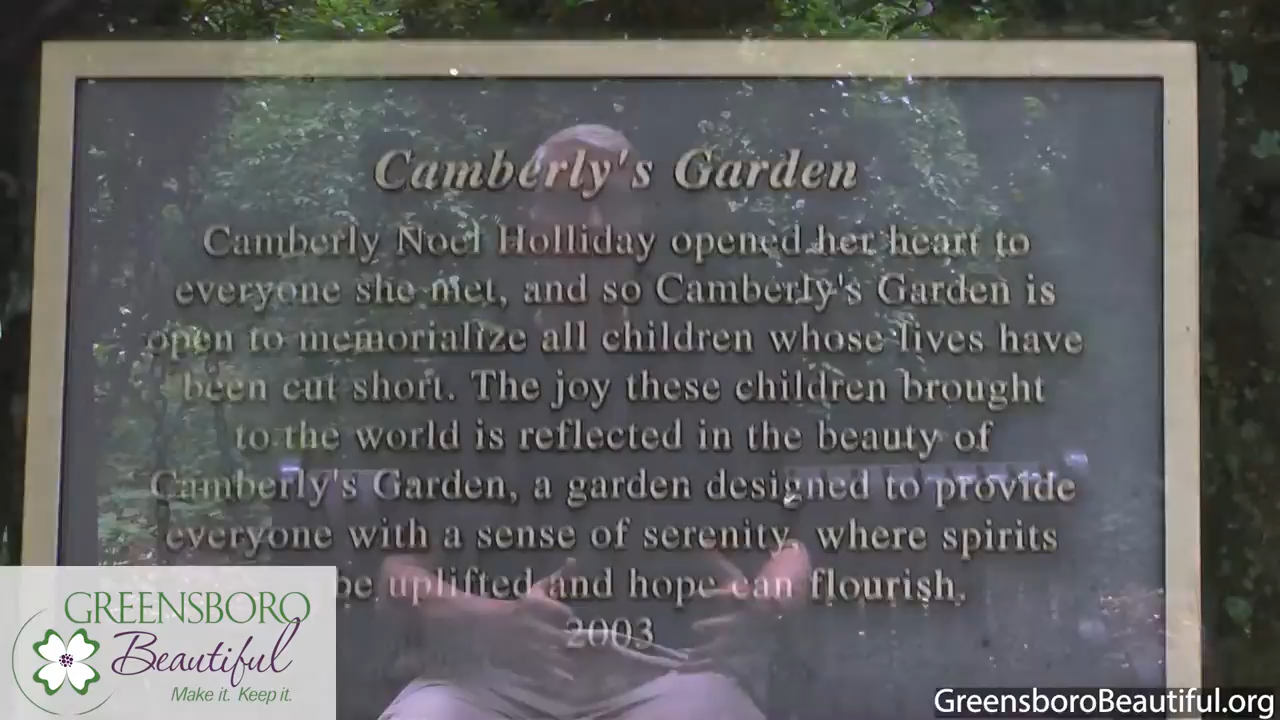 Camberly's Garden
Camberly Noel Holliday opened her heart to
everyone she met, and so Camberly's Garden is
open to memorialize all children whose lives have
been cut short. The joy these children brought
to the world is reflected in the beauty of
Camberly's Garden, a garden designed to provide
everyone with a sense of serenity, where spirits
be uplifted and hope can flourish.
2003
GREENSBORO
Beautiful
Make it. Keep it.
GreensboroBeautiful.org